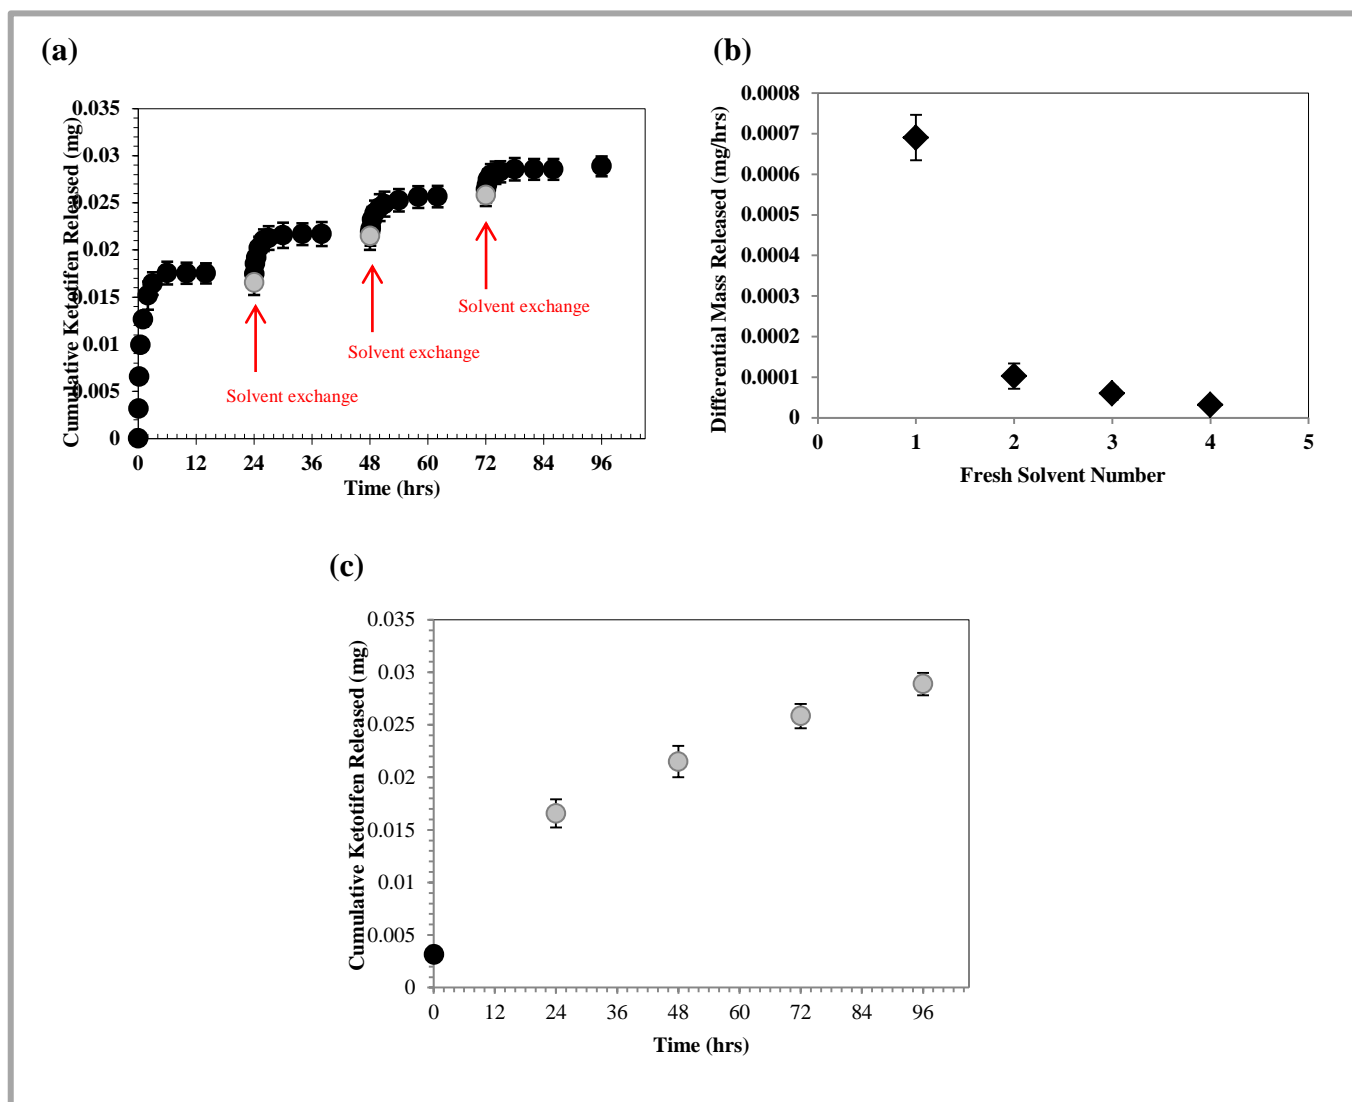 (a)
Cumulative Ketotifen Released (mg)
0.035
0.03
0.025
0.02
0.015
0.01
0.005
0
Solvent exchange
Solvent exchange
Solvent exchange
0 12 24 36 48 60 72 84 96
Time (hrs)
(b)
Differential Mass Released (mg/hrs)
0.0008
0.0007
0.0006
0.0005
0.0004
0.0003
0.0002
0.0001
0
0 1 2 3 4 5
Fresh Solvent Number
(c)
Cumulative Ketotifen Released (mg)
0.035
0.03
0.025
0.02
0.015
0.01
0.005
0
0 12 24 36 48 60 72 84 96
Time (hrs)